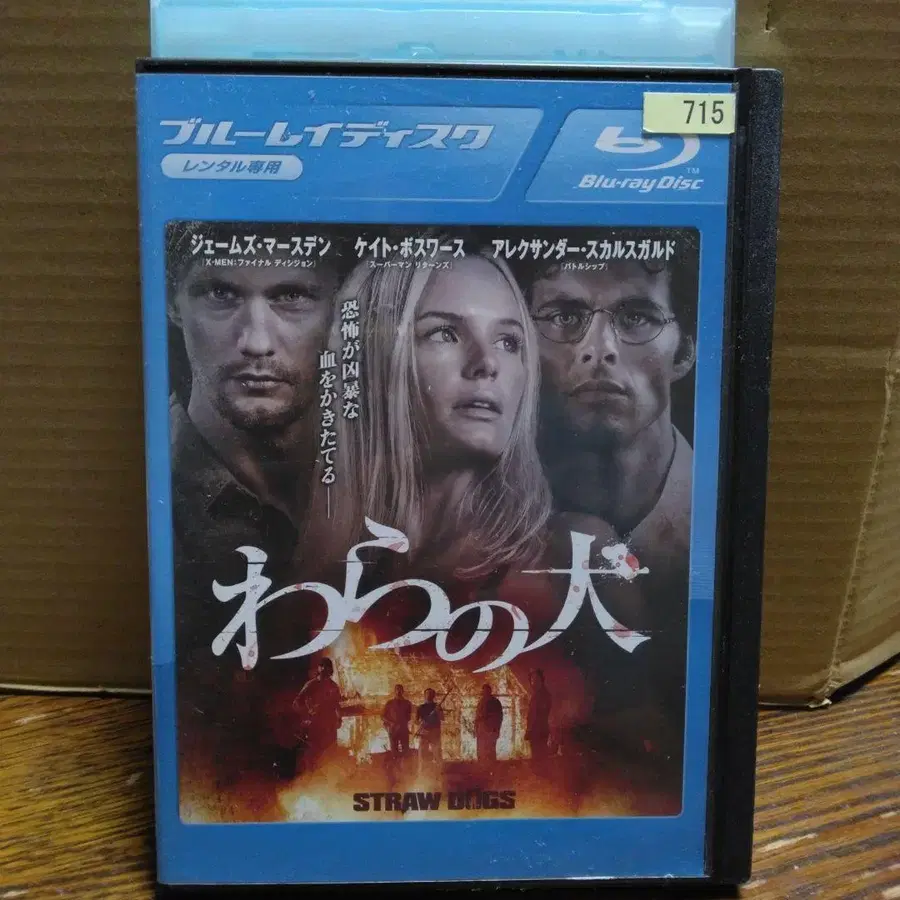 715
ブルーレイディスク
レンタル専用
Blu-ray Disc
TM
ジェームズ・マースデン ケイト・ボスワース アレクサンダー・スカルスガルド
(X-MEN:ファイナル ディシジョン) (スーパーマン リターンズ) (バトルシップ)
恐怖が凶暴な
血をかきたてる―
わらの犬
STRAW DOGS